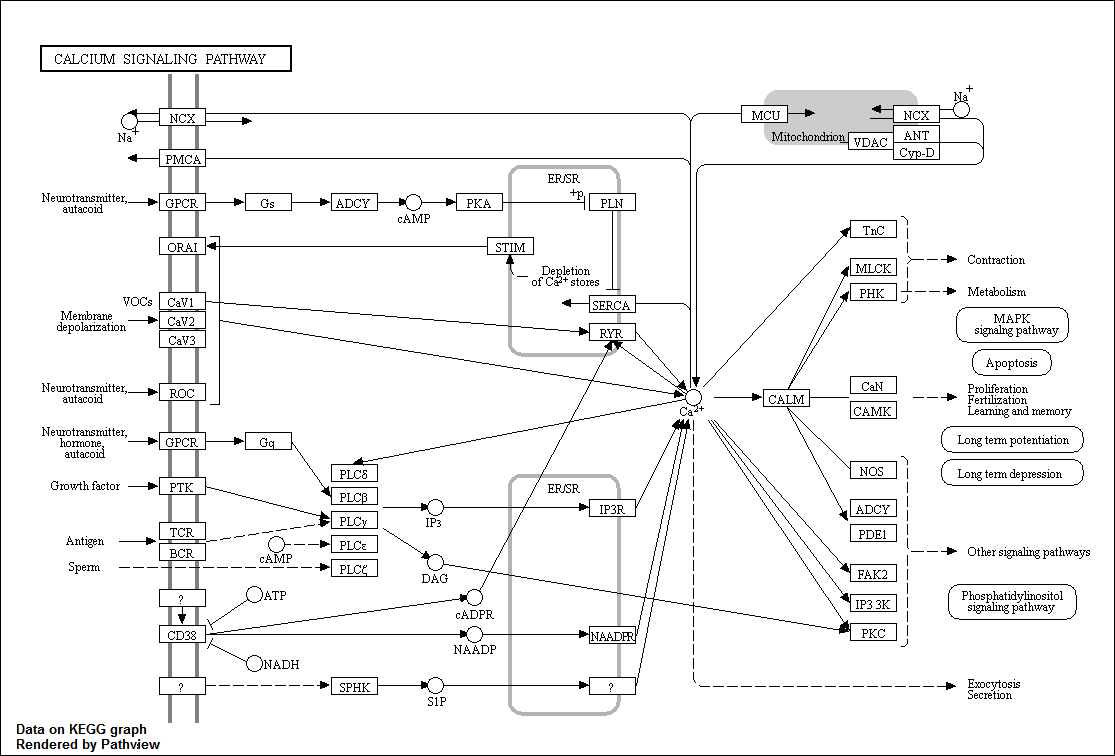 CALCIUM SIGNALING PATHWAY
NCX
Na+
PMCA
Neurotransmitter,
autacoid
GPCR
Gs
ADCY
cAMP
PKA
ER/SR
+p
PLN
ORAI
STIM
Depletion
of Ca2+ stores
VOCs
CaV1
Membrane
depolarization
CaV2
CaV3
SERCA
RYR
Neurotransmitter,
autacoid
ROC
Neurotransmitter,
hormone,
autacoid
GPCR
Gq
Growth factor
PTK
Antigen
TCR
BCR
Sperm
PLCδ
PLCβ
PLCγ
PLCε
PLCζ
cAMP
IP3
DAG
ER/SR
IP3R
?
ATP
CD38
NADH
cADPR
NAADP
NAADPR
?
SPHK
S1P
?
MCU
Mitochondrion
NCX
Na+
VDAC
ANT
Cyp-D
Ca2+
CALM
TnC
MLCK
PHK
CaN
CAMK
NOS
ADCY
PDE1
FAK2
IP3 3K
PKC
Contraction
Metabolism
MAPK
signalng pathway
Apoptosis
Proliferation
Fertilization
Learning and memory
Long term potentiation
Long term depression
Other signaling pathways
Phosphatidylinositol
signaling pathway
Exocytosis
Secretion
Data on KEGG graph
Rendered by Pathview